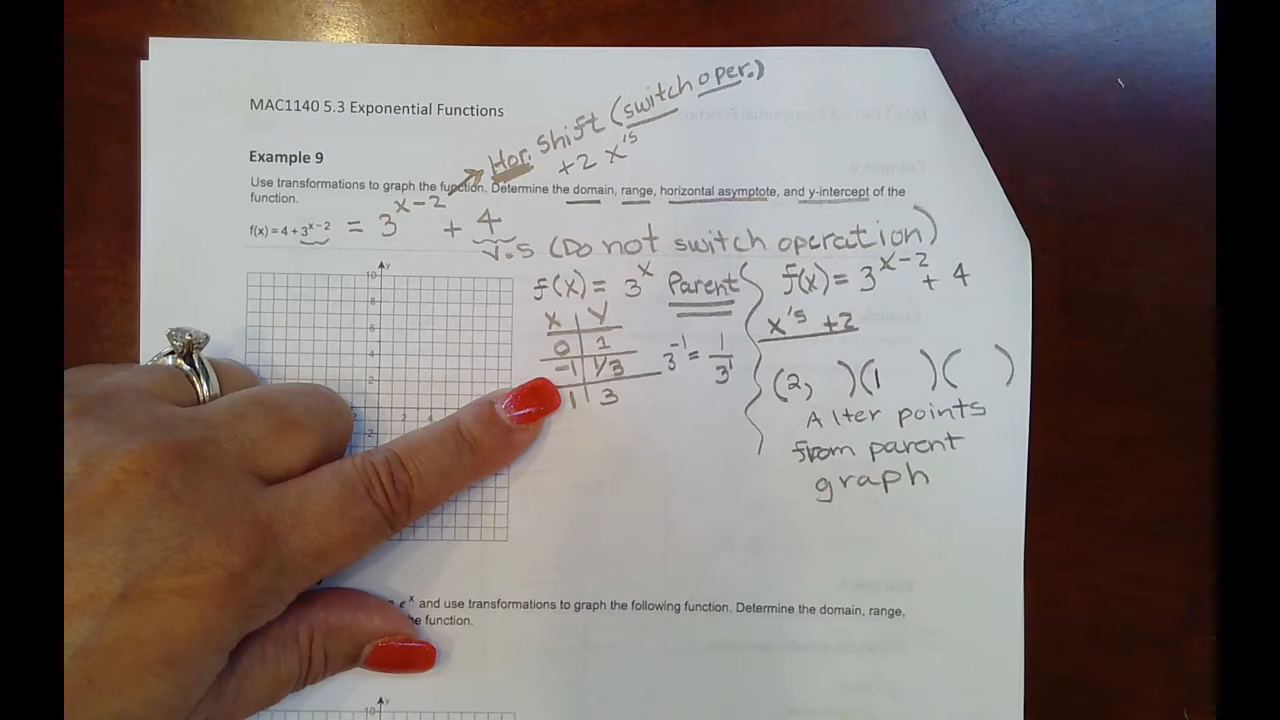 MAC1140 5.3 Exponential Functions
Hor. Shift (switch oper.)
+2 x's
Example 9
Use transformations to graph the function. Determine the domain, range, horizontal asymptote, and y-intercept of the
function.
f(x) = 4 + 3^{x-2} = 3^{x-2} + 4
V.S (Do not switch operation)
f(x) = 3^x Parent
x | y
0 | 1
-1 | 1/3
1 | 3
3^{-1} = 1/3^1
f(x) = 3^{x-2} + 4
x's +2
(2, )(1 )( )
Alter points
from parent
graph
y
10
8
6
4
2
2 4
-2
e^x and use transformations to graph the following function. Determine the domain, range,
function.
10
y